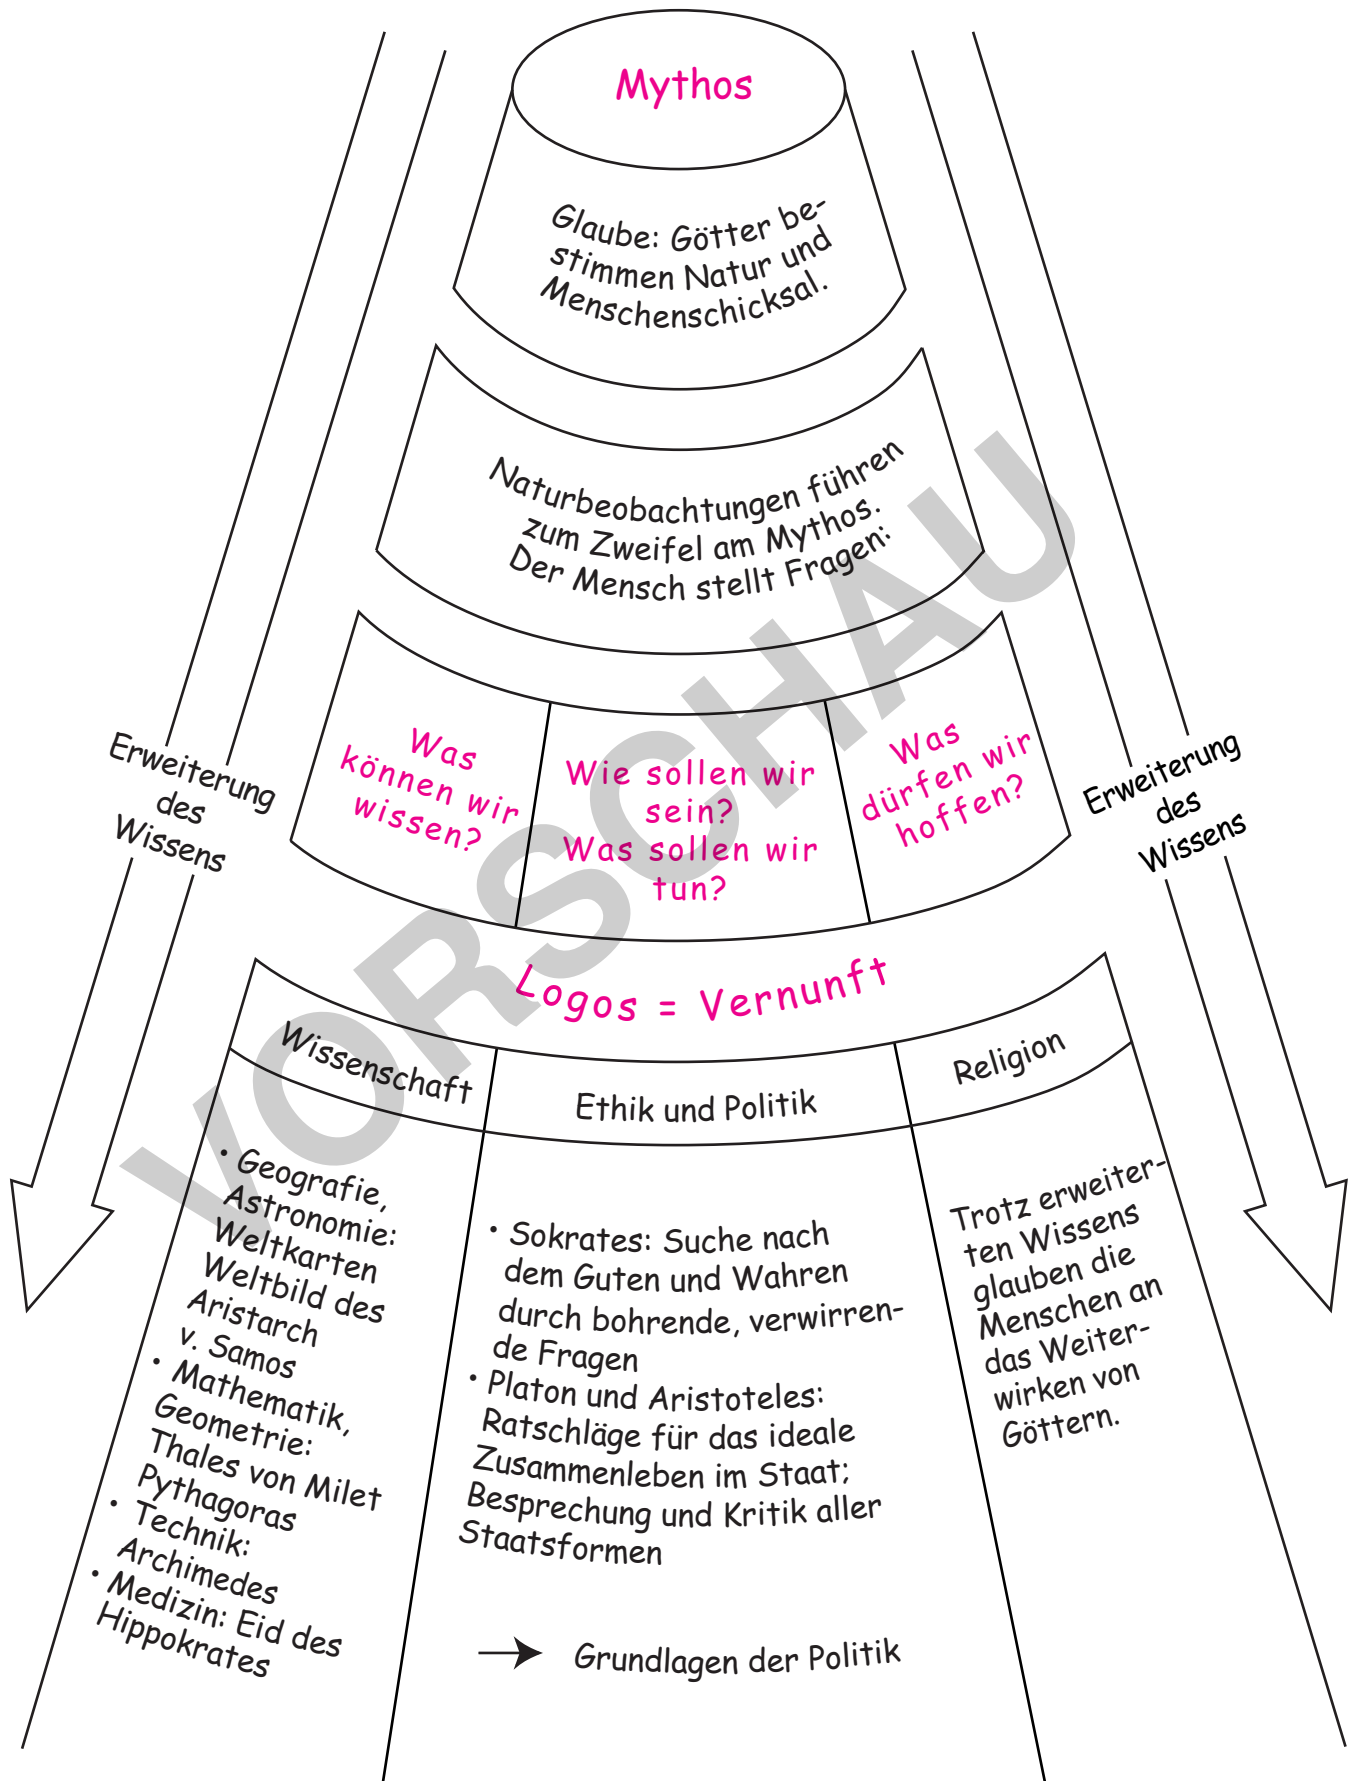 Mythos
Glaube: Götter be-
stimmen Natur und
Menschenschicksal.
Naturbeobachtungen führen
zum Zweifel am Mythos.
Der Mensch stellt Fragen:
Erweiterung
des
Wissens
Was
können wir
wissen?
Wie sollen wir
sein?
Was sollen wir
tun?
Was
dürfen wir
hoffen?
Erweiterung
des
Wissens
Logos = Vernunft
Wissenschaft
Ethik und Politik
Religion
• Geografie,
Astronomie:
Weltkarten
Weltbild des
Aristarch
v. Samos
• Mathematik,
Geometrie:
Thales von Milet
Pythagoras
• Technik:
Archimedes
• Medizin: Eid des
Hippokrates
• Sokrates: Suche nach
dem Guten und Wahren
durch bohrende, verwirren-
de Fragen
• Platon und Aristoteles:
Ratschläge für das ideale
Zusammenleben im Staat;
Besprechung und Kritik aller
Staatsformen
→ Grundlagen der Politik
Trotz erweiter-
ten Wissens
glauben die
Menschen an
das Weiter-
wirken von
Göttern.
VORSCHAU